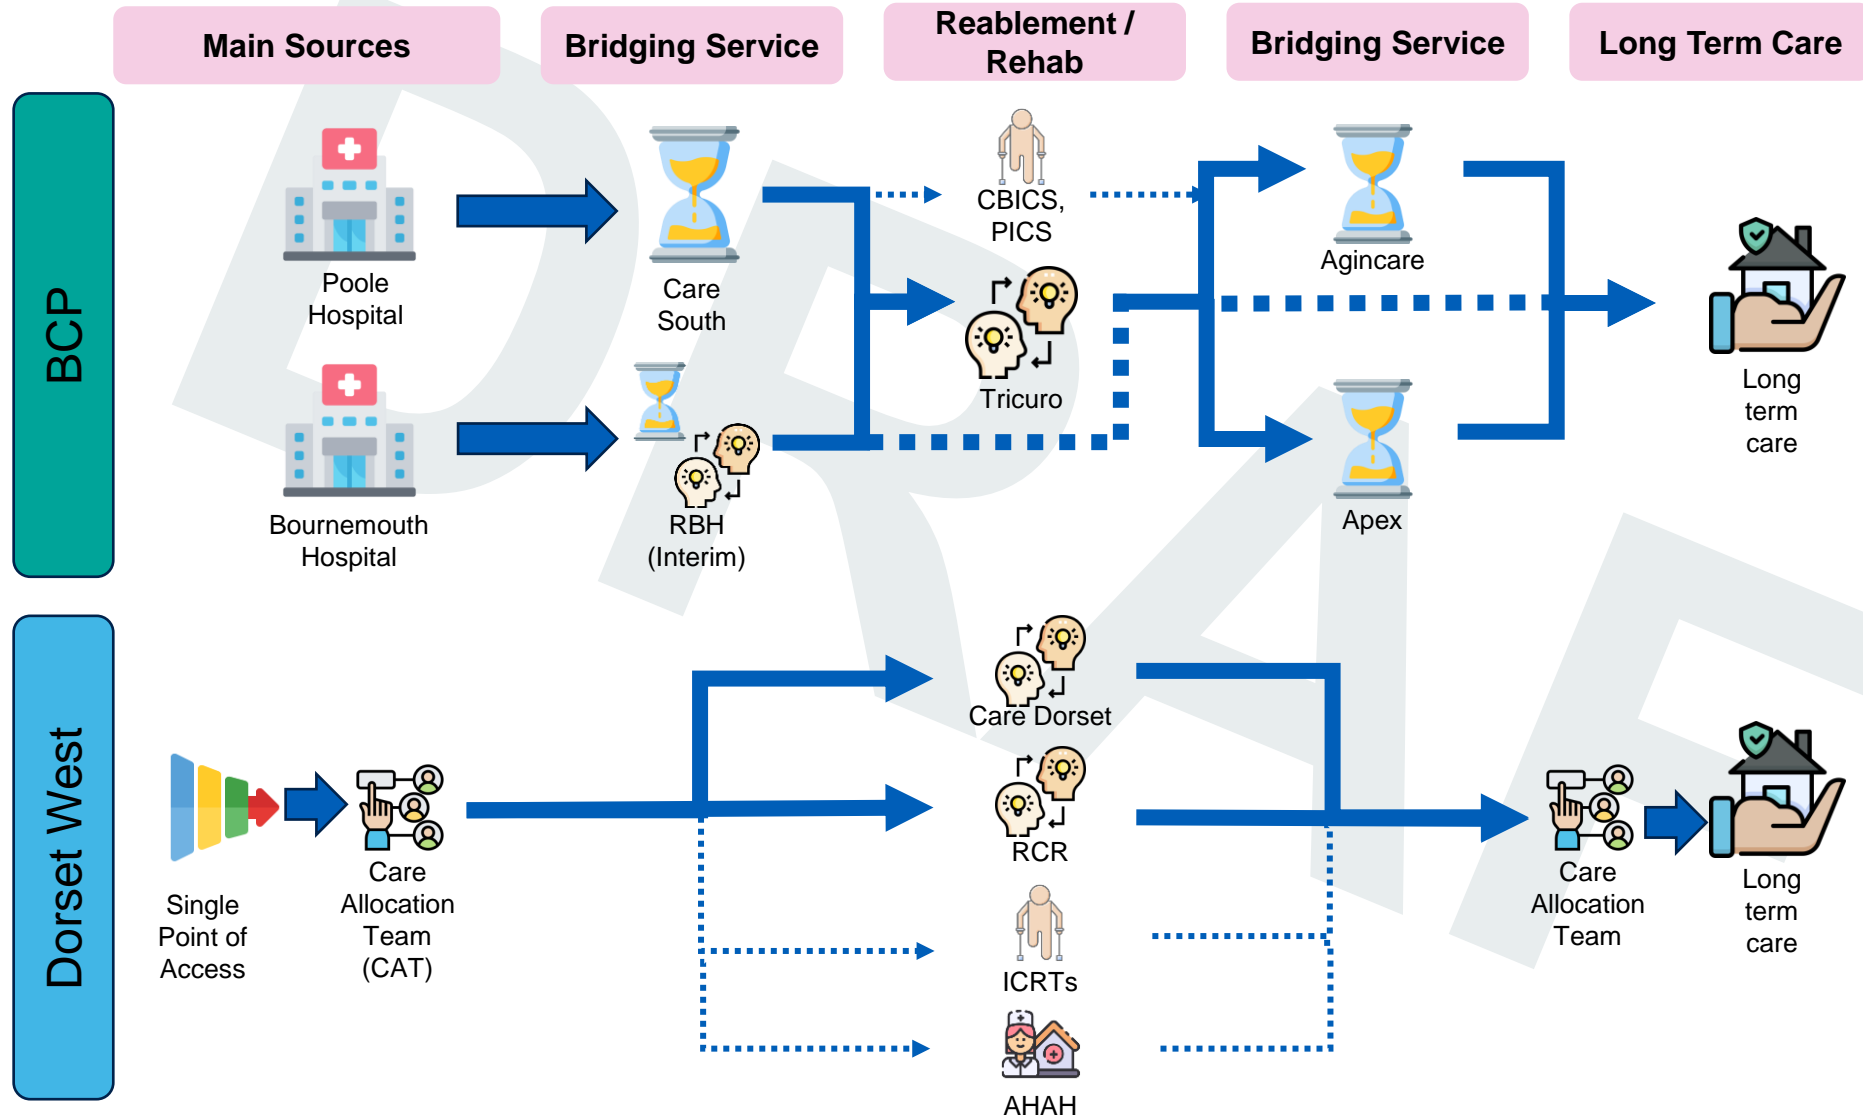 Main Sources
Bridging Service
Reablement /
Rehab
Bridging Service
Long Term Care
BCP
Poole
Hospital
Care
South
CBICS,
PICS
Tricuro
Agincare
Long
term
care
Bournemouth
Hospital
RBH
(Interim)
Apex
Dorset West
Single
Point of
Access
Care
Allocation
Team
(CAT)
Care Dorset
RCR
ICRTs
AHAH
Care
Allocation
Team
Long
term
care
DRAF